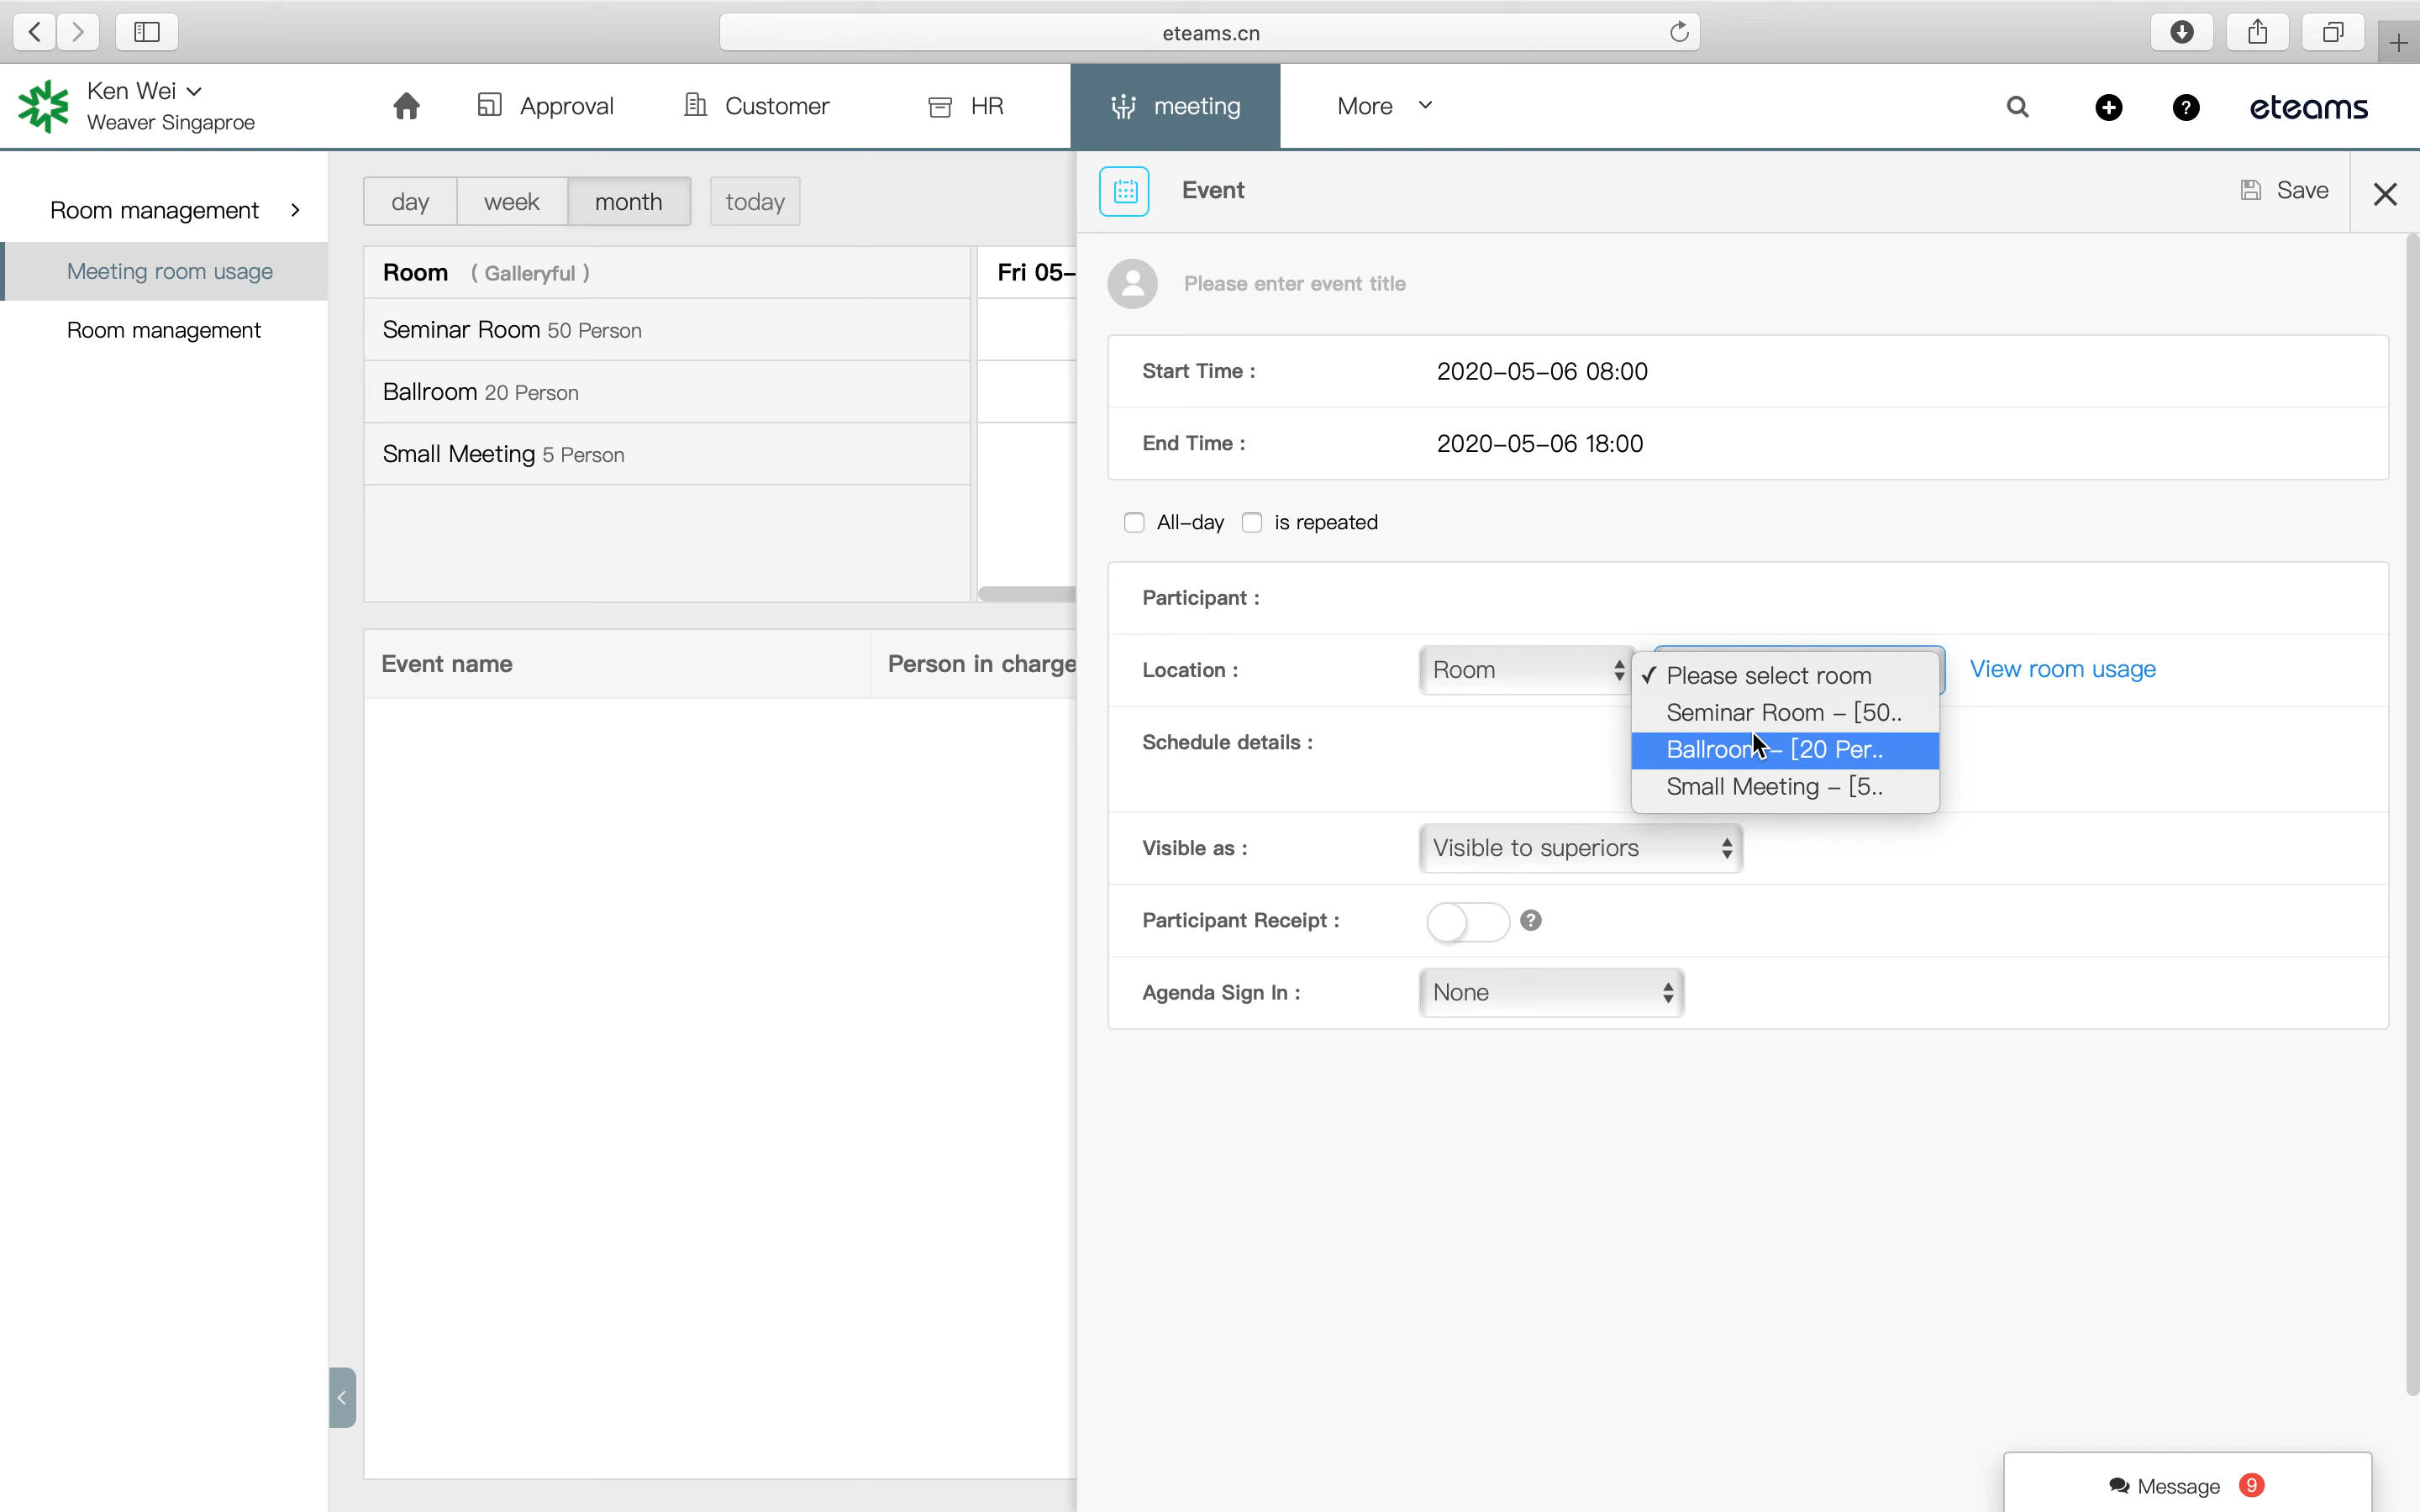 eteams.cn
Ken Wei
Weaver Singaproe
Approval
Customer
HR
meeting
More
eteams
Room management
Meeting room usage
Room management
day
week
month
today
Room ( Galleryful )
Fri 05-
Seminar Room 50 Person
Ballroom 20 Person
Small Meeting 5 Person
Event name
Person in charge
Event
Save
Please enter event title
Start Time :
2020-05-06 08:00
End Time :
2020-05-06 18:00
All-day
is repeated
Participant :
Location :
Room
✓ Please select room
Seminar Room – [50..
Ballroom – [20 Per..
Small Meeting – [5..
View room usage
Schedule details :
Visible as :
Visible to superiors
Participant Receipt :
?
Agenda Sign In :
None
Message 9